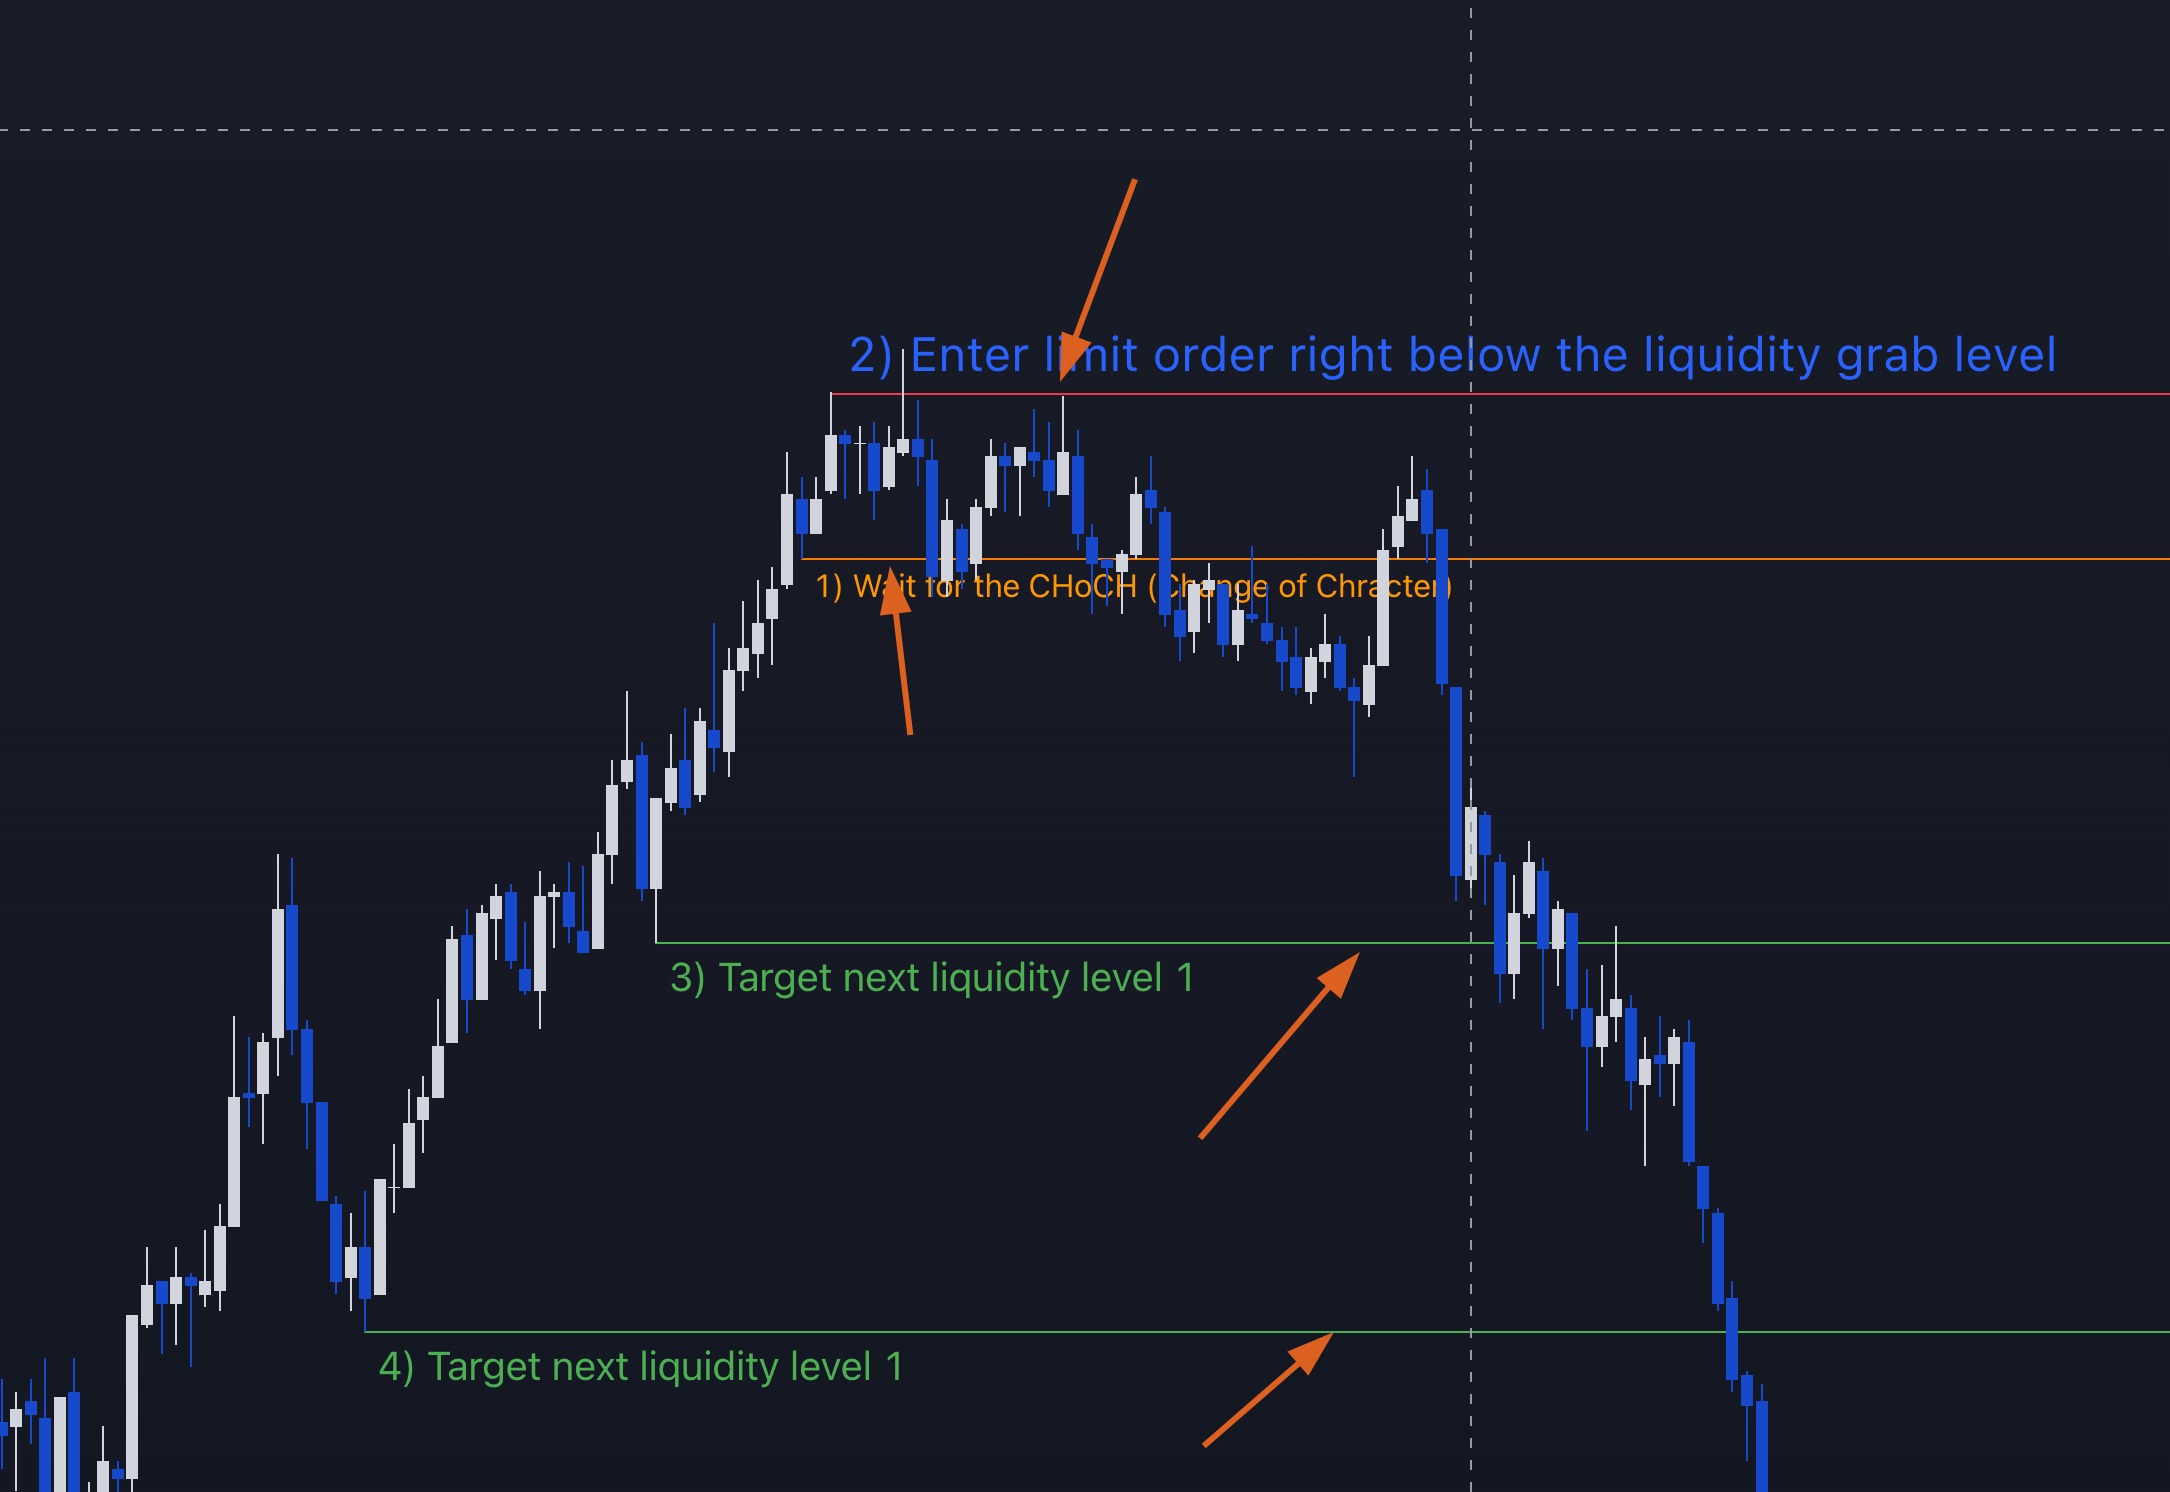 2) Enter limit order right below the liquidity grab level
1) Wait for the CHoCH (Change of Chracter)
3) Target next liquidity level 1
4) Target next liquidity level 1